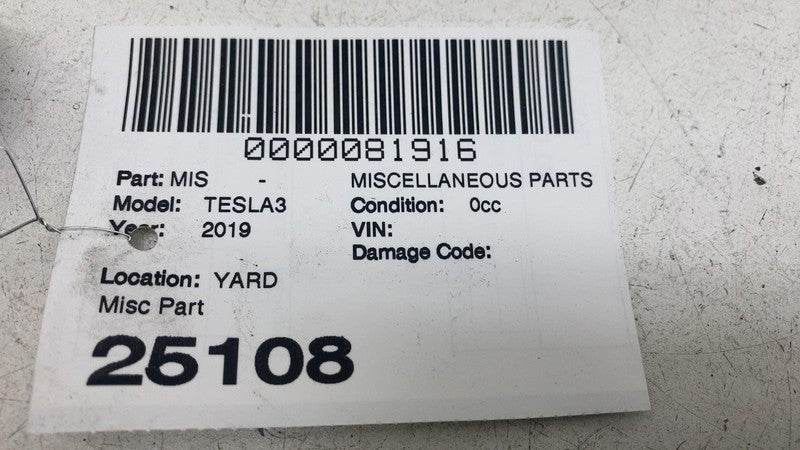 0000081916
Part: MIS - MISCELLANEOUS PARTS
Model: TESLA3 Condition: 0cc
Year: 2019 VIN:
Damage Code:
Location: YARD
Misc Part
25108